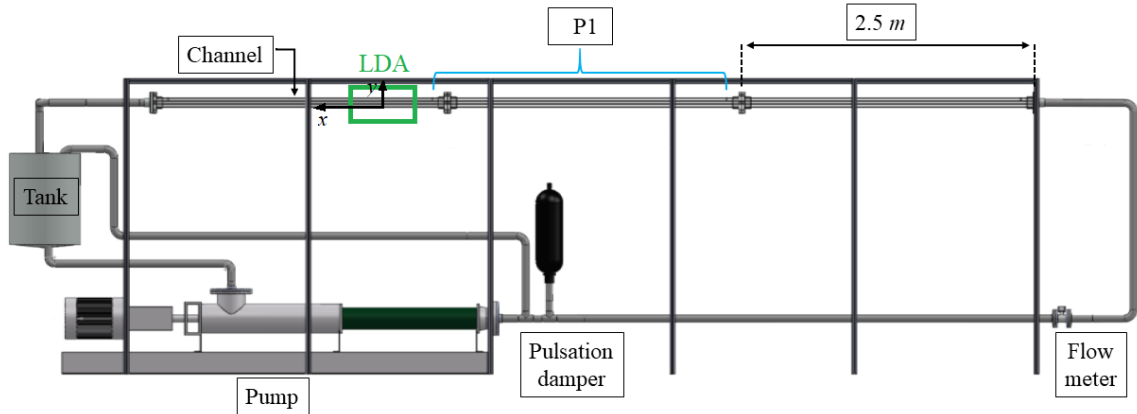 P1
2.5 m
Channel
LDA
y
x
Tank
Pulsation
damper
Flow
meter
Pump